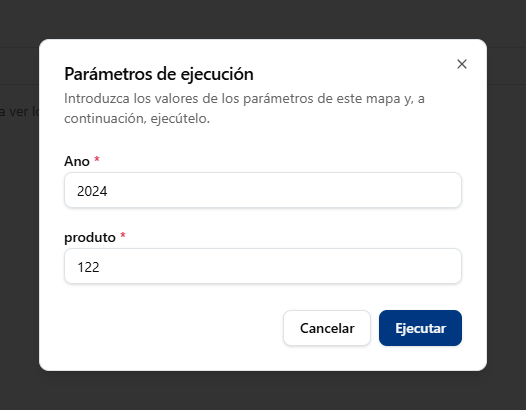 Parámetros de ejecución
Introduzca los valores de los parámetros de este mapa y, a
continuación, ejecútelo.
a ver
Ano *
2024
produto *
122
Cancelar
Ejecutar